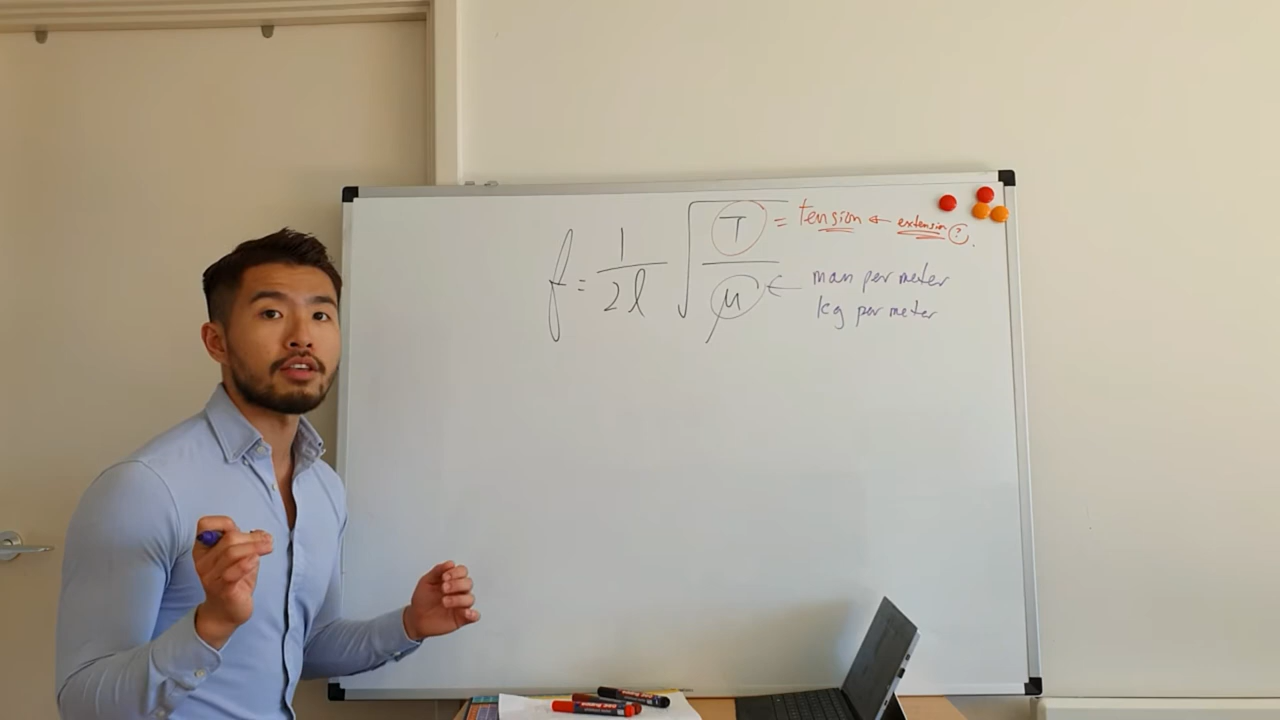 f = 1/2l √T/μ
= tension ← extension ?
← mass per meter
kg per meter